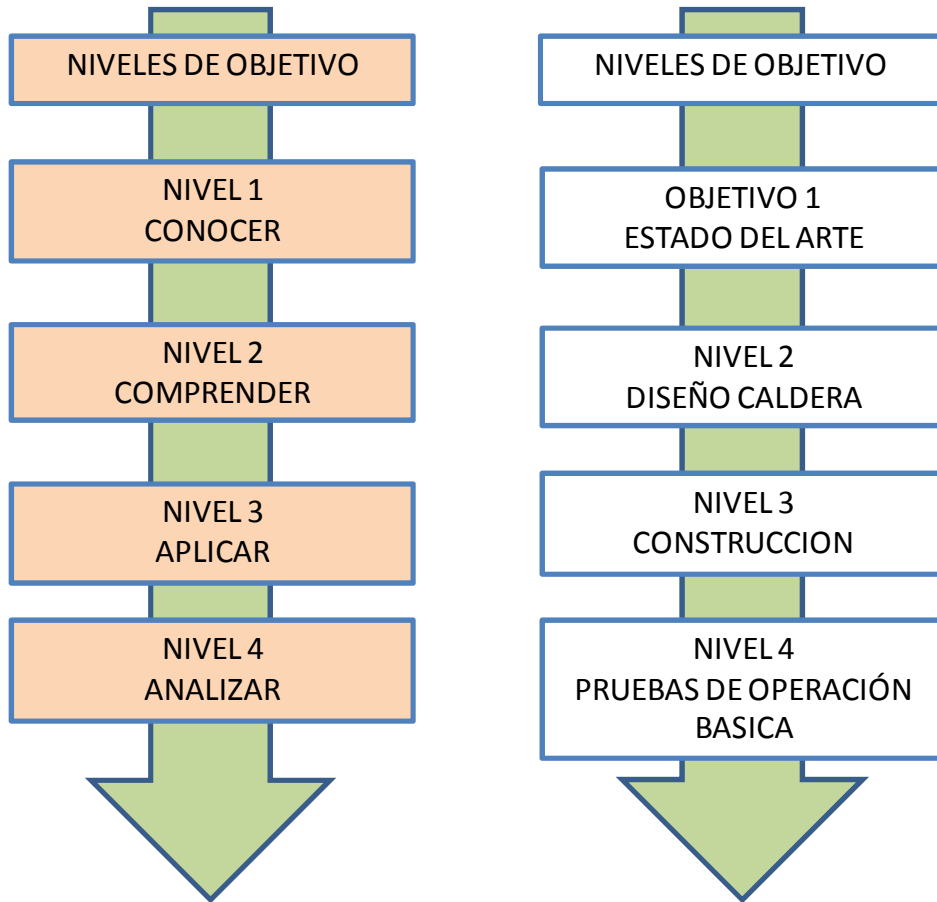 NIVELES DE OBJETIVO
NIVEL 1
CONOCER
NIVEL 2
COMPRENDER
NIVEL 3
APLICAR
NIVEL 4
ANALIZAR
NIVELES DE OBJETIVO
OBJETIVO 1
ESTADO DEL ARTE
NIVEL 2
DISEÑO CALDERA
NIVEL 3
CONSTRUCCION
NIVEL 4
PRUEBAS DE OPERACIÓN
BASICA